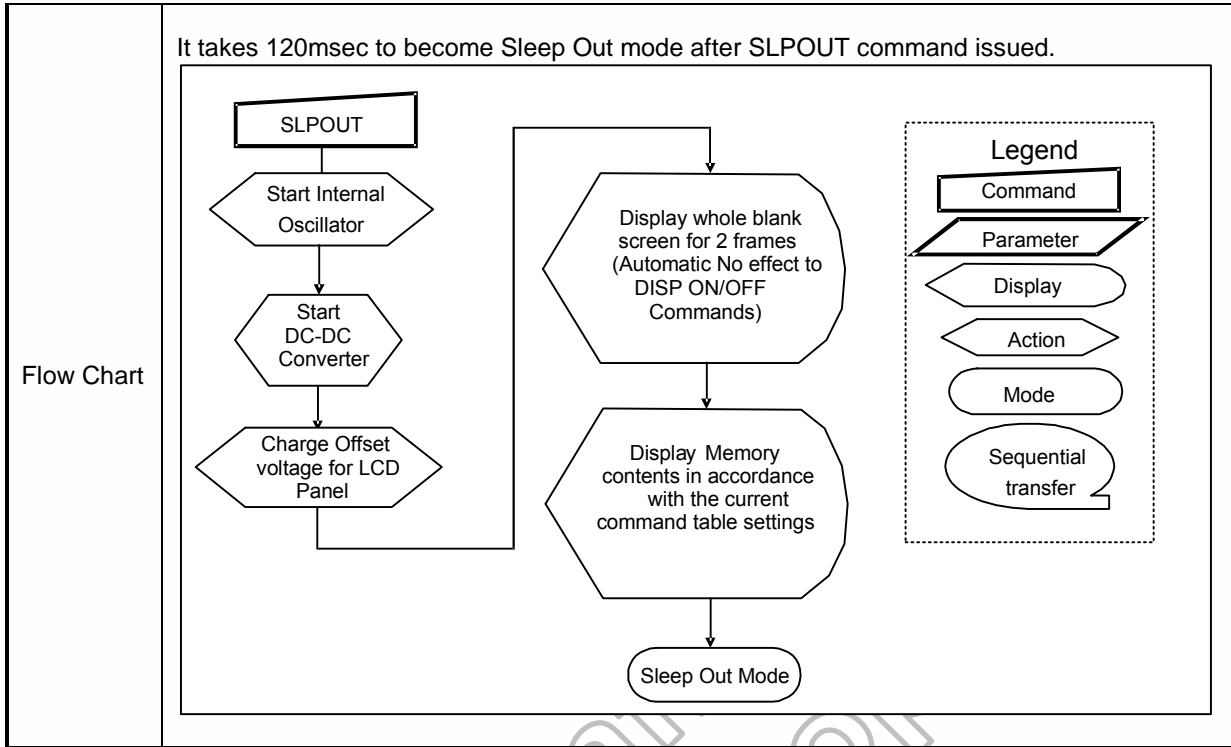 Flow Chart
It takes 120msec to become Sleep Out mode after SLPOUT command issued.
SLPOUT
Start Internal
Oscillator
Start
DC-DC
Converter
Charge Offset
voltage for LCD
Panel
Display whole blank
screen for 2 frames
(Automatic No effect to
DISP ON/OFF
Commands)
Display Memory
contents in accordance
with the current
command table settings
Sleep Out Mode
Legend
Command
Parameter
Display
Action
Mode
Sequential
transfer